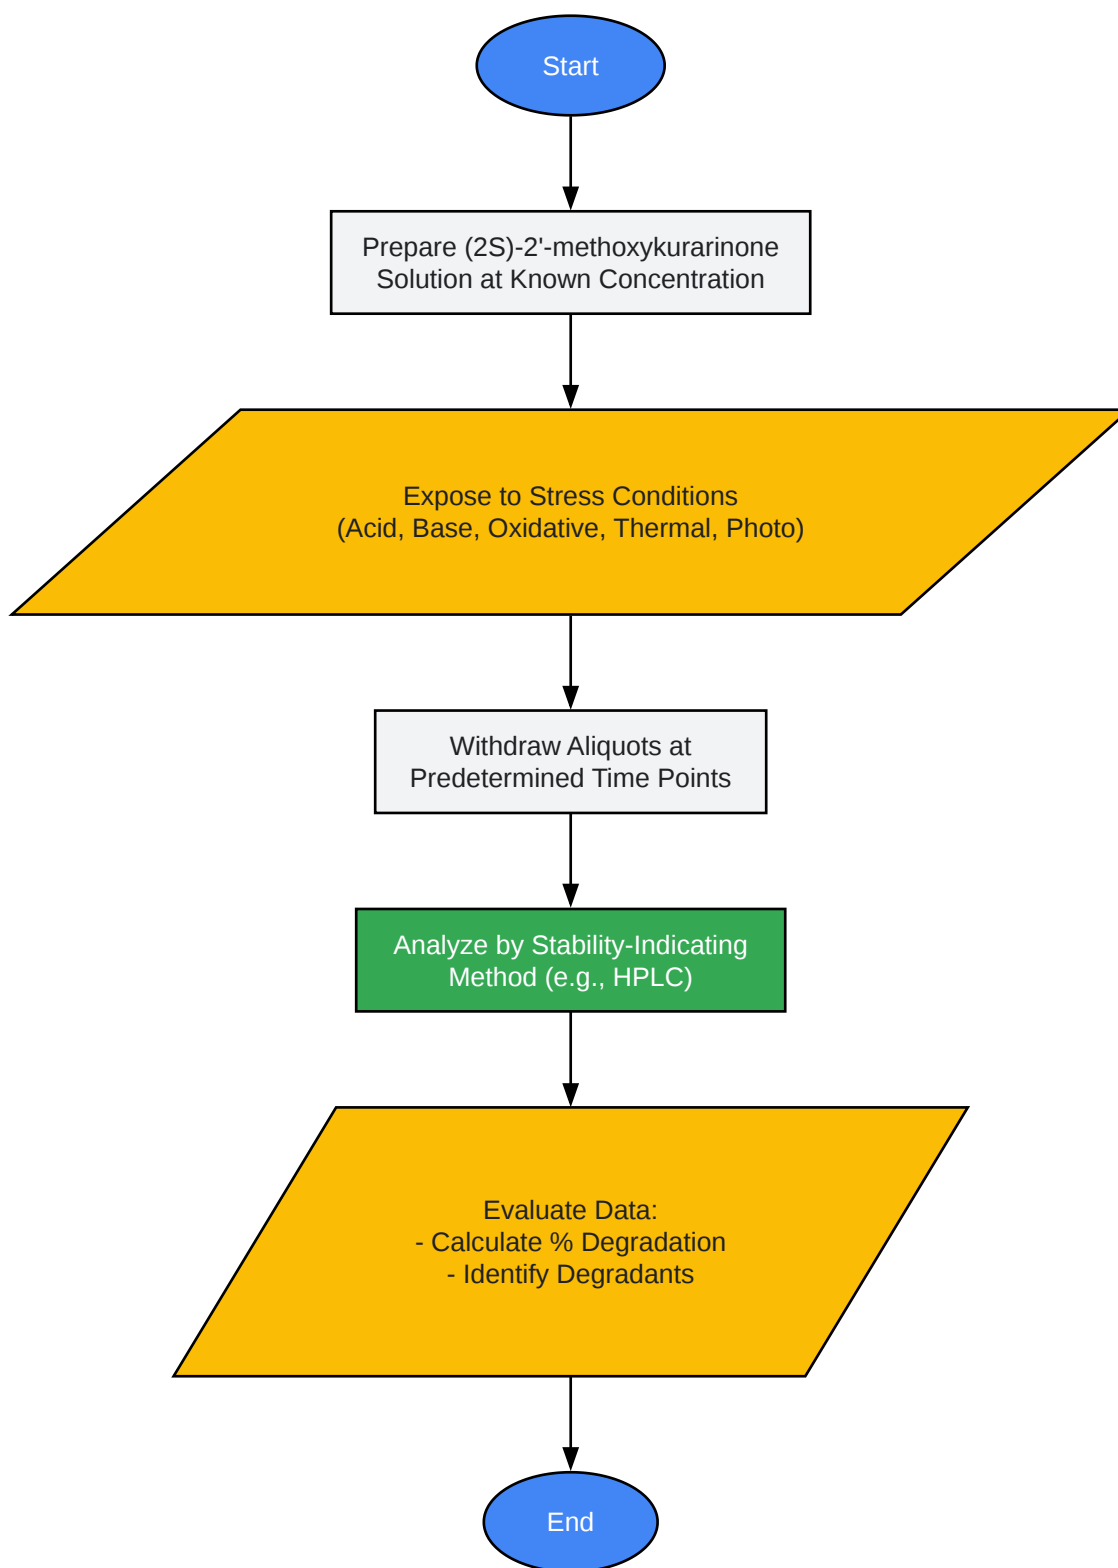 Start
Prepare (2S)-2'-methoxykurarinone
Solution at Known Concentration
Expose to Stress Conditions
(Acid, Base, Oxidative, Thermal, Photo)
Withdraw Aliquots at
Predetermined Time Points
Analyze by Stability-Indicating
Method (e.g., HPLC)
Evaluate Data:
- Calculate % Degradation
- Identify Degradants
End